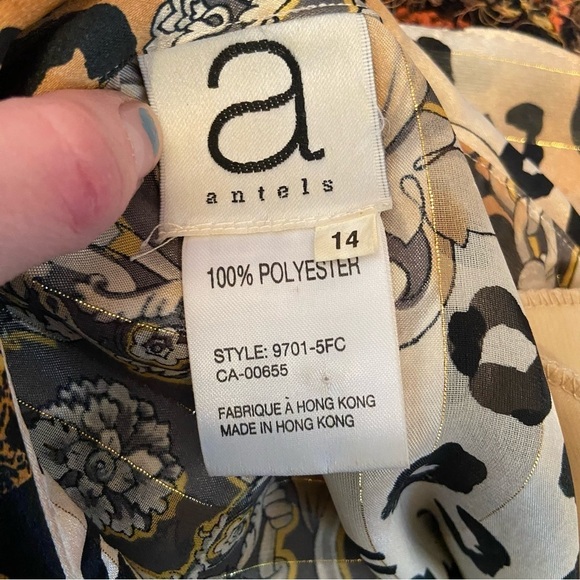 a
antels
14
100% POLYESTER
STYLE: 9701-5FC
CA-00655
FABRIQUE À HONG KONG
MADE IN HONG KONG